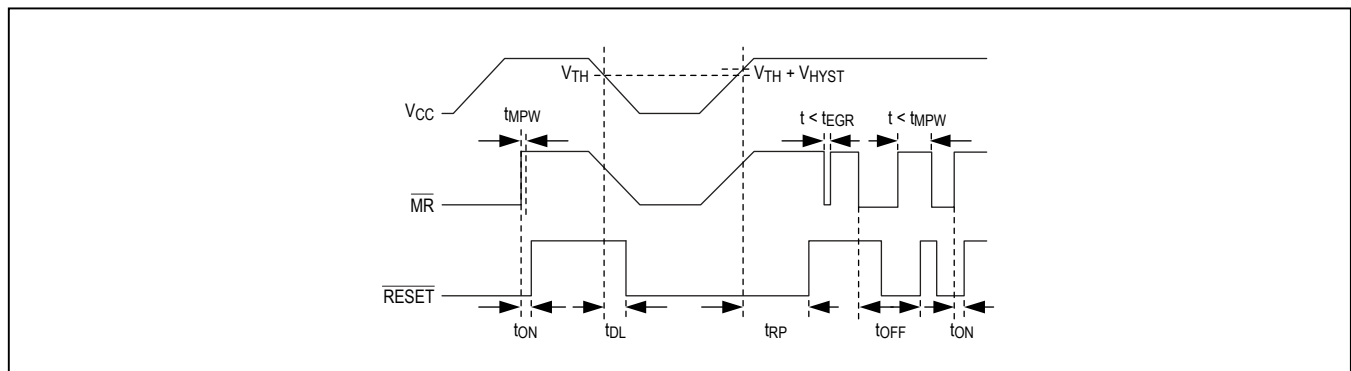 VTH
VTH + VHYST
VCC
tMPW
t < tEGR
t < tMPW
MR
RESET
tON
tDL
tRP
tOFF
tON